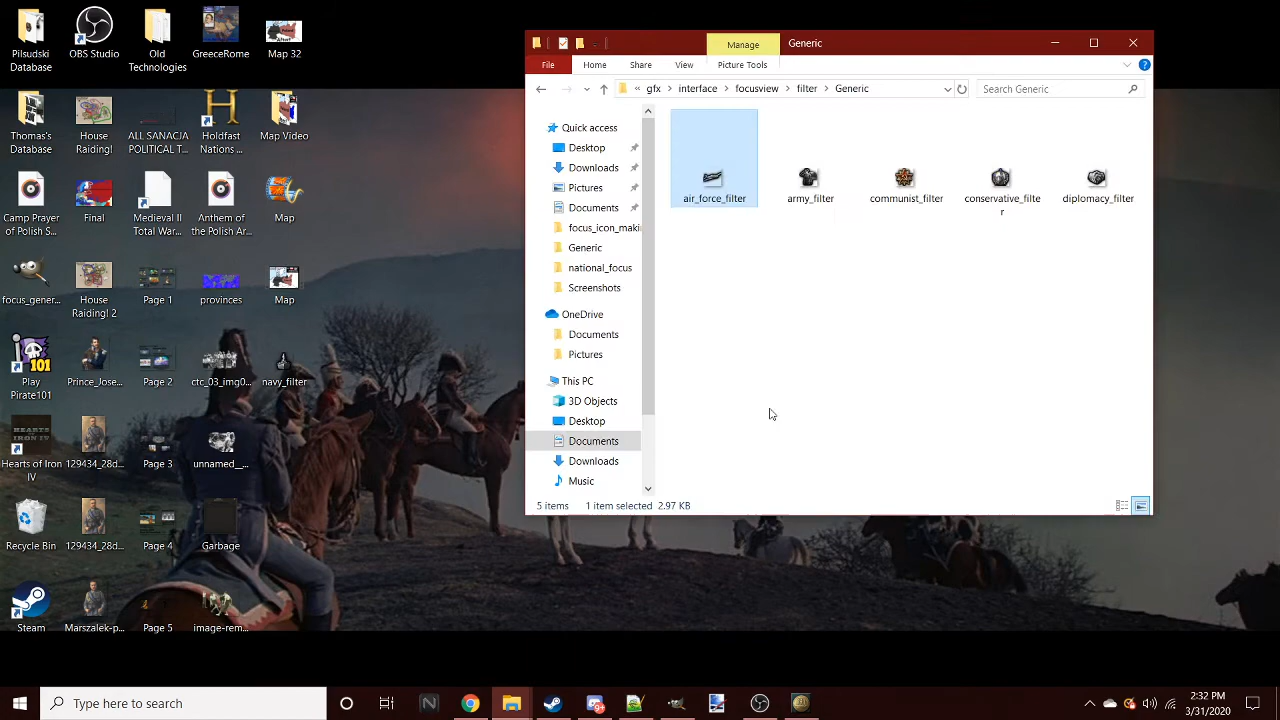 Pilsudski
Database
OBS Studio
Old
Technologies
GreeceRome
Map 32
Thomas's
Database
House
Raiding!
ALL SANACJA
POLITICAL T...
Holdfast
Nations ...
Map Video
Camp Prayer
of Polish S...
Final
Medieval II
Total War...
Anthem of
the Polish Ar...
Map
focus_gener...
House
Raiding! 2
Page 1
provinces
Map
Play
Pirate101
Prince_Jose...
Page 2
ctc_03_img0...
navy_filter
Hearts of Iron
IV
129434_28d...
Page 3
unnamed__...
Recycle Bin
129434_28d...
Page 4
Garbage
Steam
Marszalek-p...
Page 5
image-rem...
Manage
Generic
File
Home
Share
View
Picture Tools
« gfx > interface > focusview > filter > Generic
Search Generic
Quick access
Desktop
Downloads
Pictures
Documents
focus_icon_maki
Generic
national_focus
Screenshots
OneDrive
Documents
Pictures
This PC
3D Objects
Desktop
Documents
Downloads
Music
air_force_filter
army_filter
communist_filter
conservative_filte
r
diplomacy_filter
5 items
1 item selected 2.97 KB
Type here to search
2:32 PM
3/31/2020